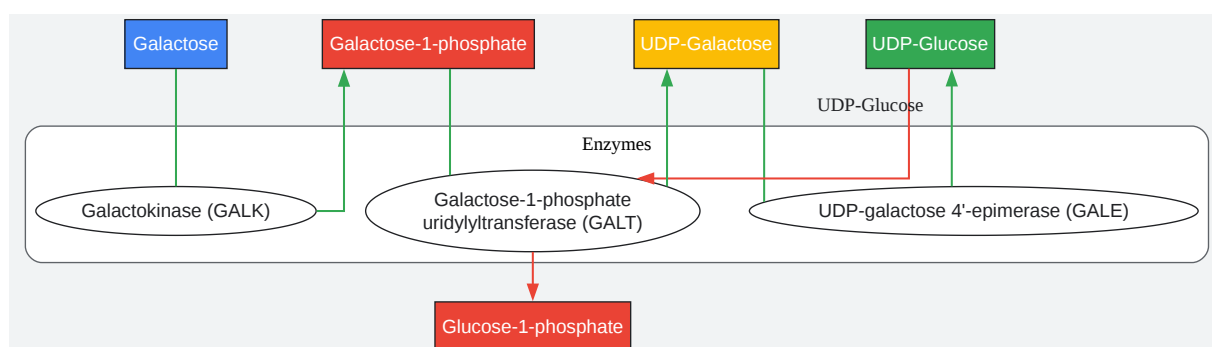 Galactose
Galactose-1-phosphate
UDP-Galactose
UDP-Glucose
UDP-Glucose
Enzymes
Galactokinase (GALK)
Galactose-1-phosphate
uridylyltransferase (GALT)
UDP-galactose 4'-epimerase (GALE)
Glucose-1-phosphate